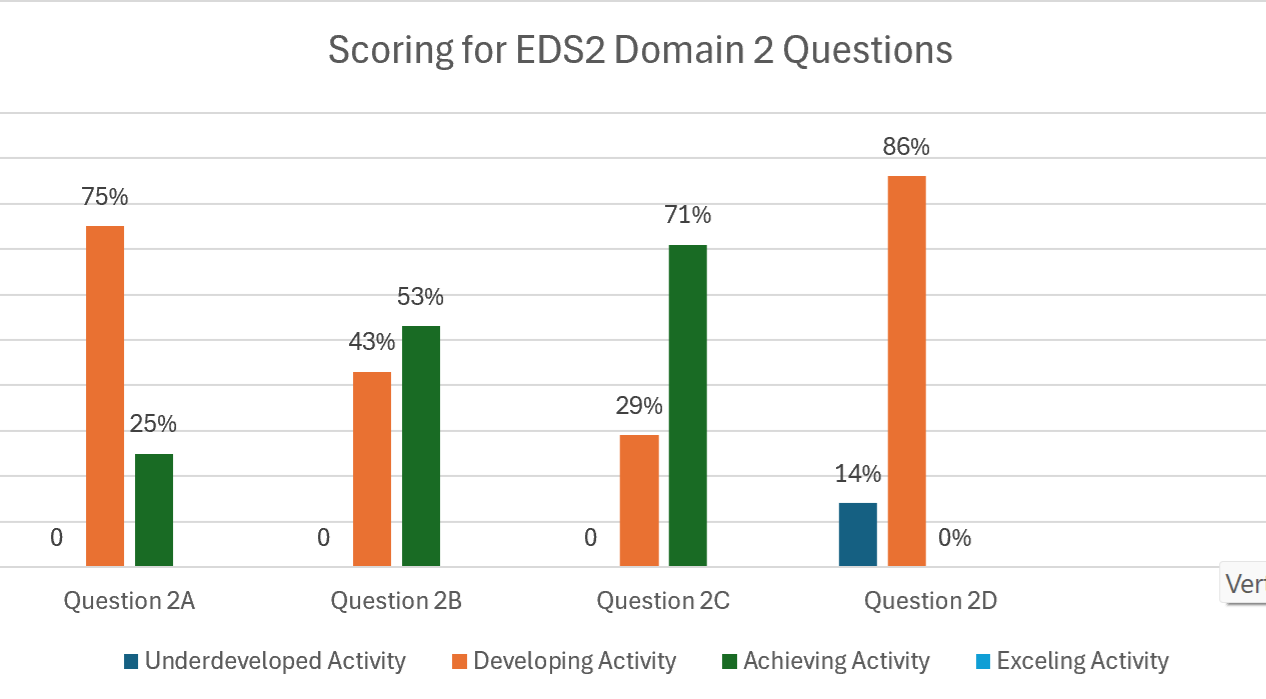 Scoring for EDS2 Domain 2 Questions
86%
75%
71%
53%
43%
29%
25%
14%
0
0
0
0%
Question 2A
Question 2B
Question 2C
Question 2D
Vert
Underdeveloped Activity
Developing Activity
Achieving Activity
Exceling Activity